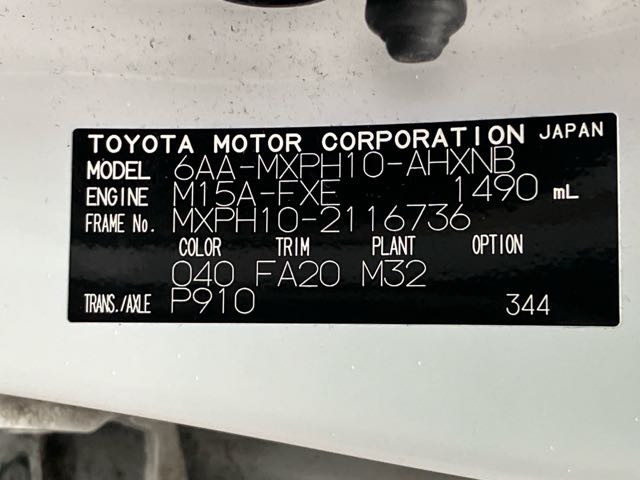 TOYOTA MOTOR CORPORATION JAPAN
MODEL 6AA-MXPH10-AHXNB
ENGINE M15A-FXE 1490 mL
FRAME No. MXPH10-2116736
COLOR TRIM PLANT OPTION
040 FA20 M32
TRANS./AXLE P910 344